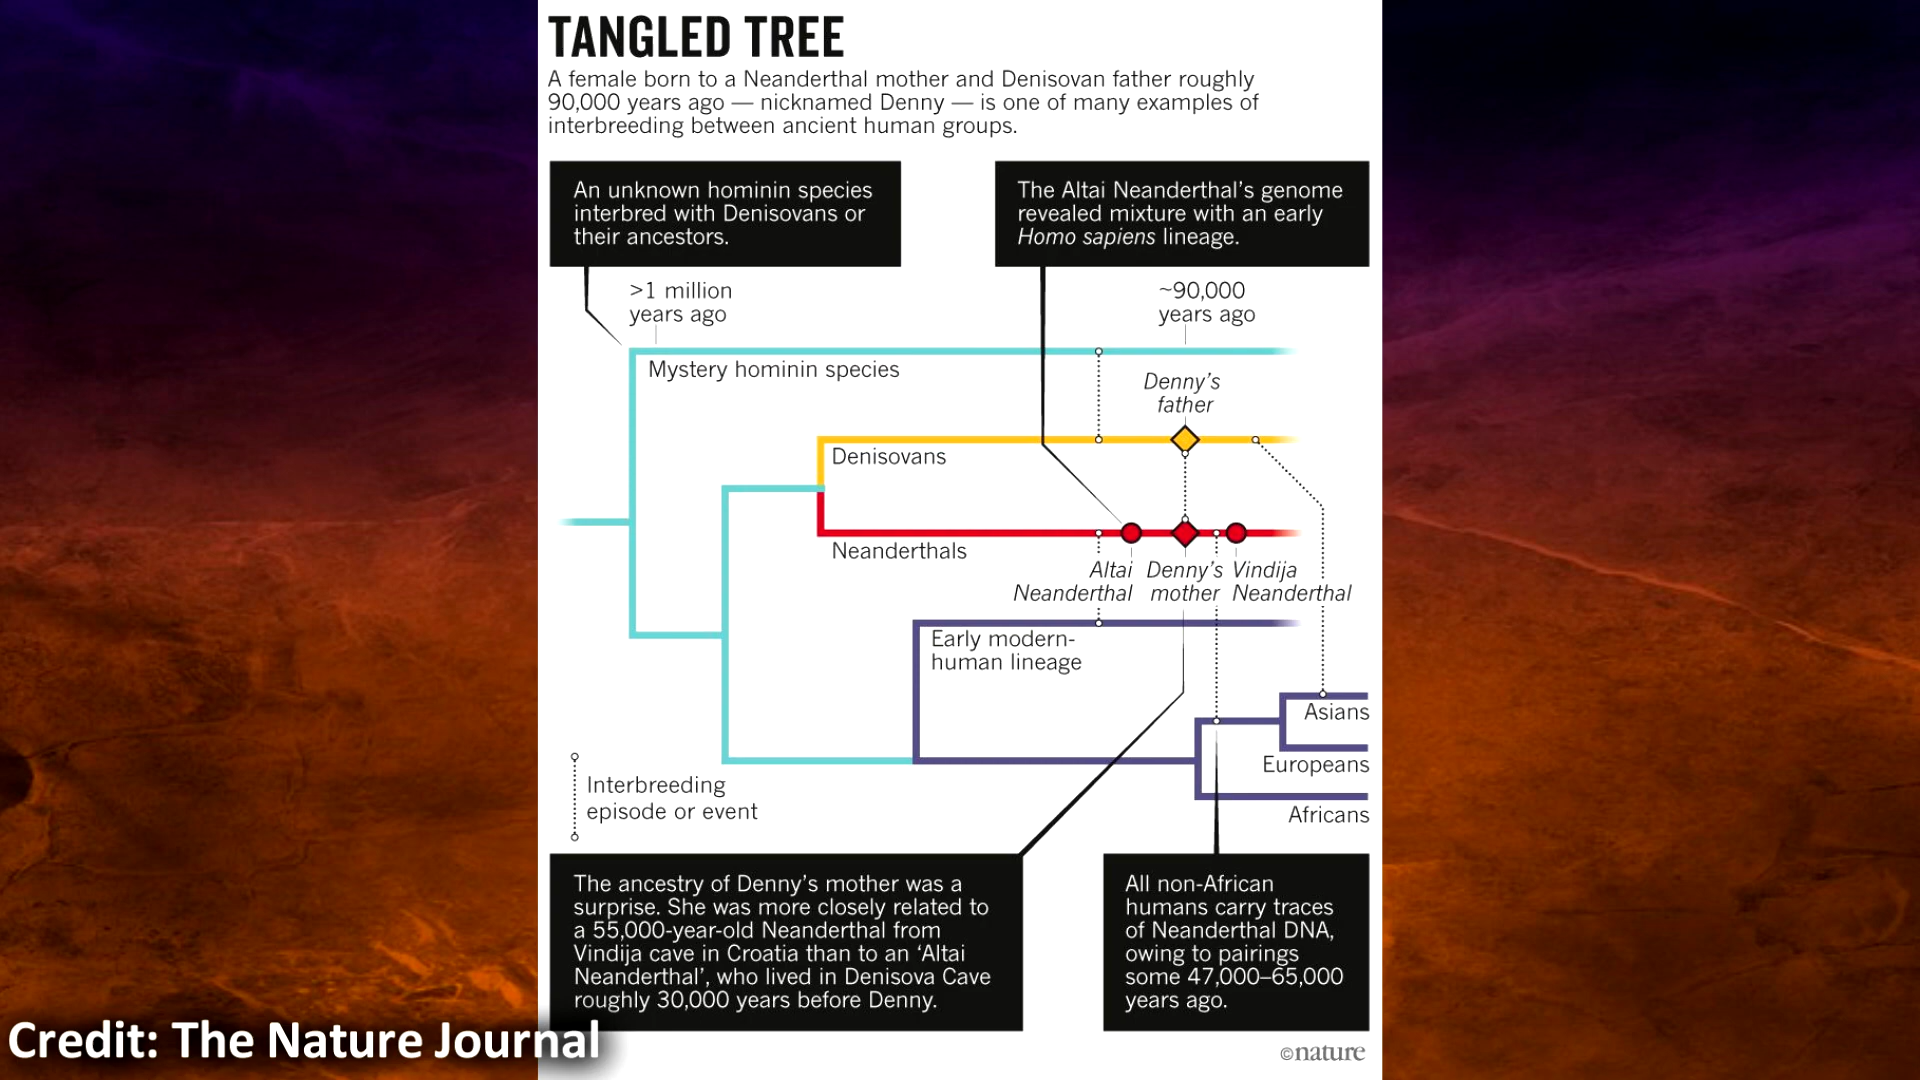 TANGLED TREE
A female born to a Neanderthal mother and Denisovan father roughly
90,000 years ago — nicknamed Denny — is one of many examples of
interbreeding between ancient human groups.
An unknown hominin species
interbred with Denisovans or
their ancestors.
The Altai Neanderthal's genome
revealed mixture with an early
Homo sapiens lineage.
>1 million
years ago
~90,000
years ago
Mystery hominin species
Denny's
father
Denisovans
Neanderthals
Altai
Neanderthal
Denny's
mother
Vindija
Neanderthal
Early modern-
human lineage
Asians
Europeans
Africans
Interbreeding
episode or event
The ancestry of Denny's mother was a
surprise. She was more closely related to
a 55,000-year-old Neanderthal from
Vindija cave in Croatia than to an ‘Altai
Neanderthal’, who lived in Denisova Cave
roughly 30,000 years before Denny.
All non-African
humans carry traces
of Neanderthal DNA,
owing to pairings
some 47,000–65,000
years ago.
Credit: The Nature Journal
©nature